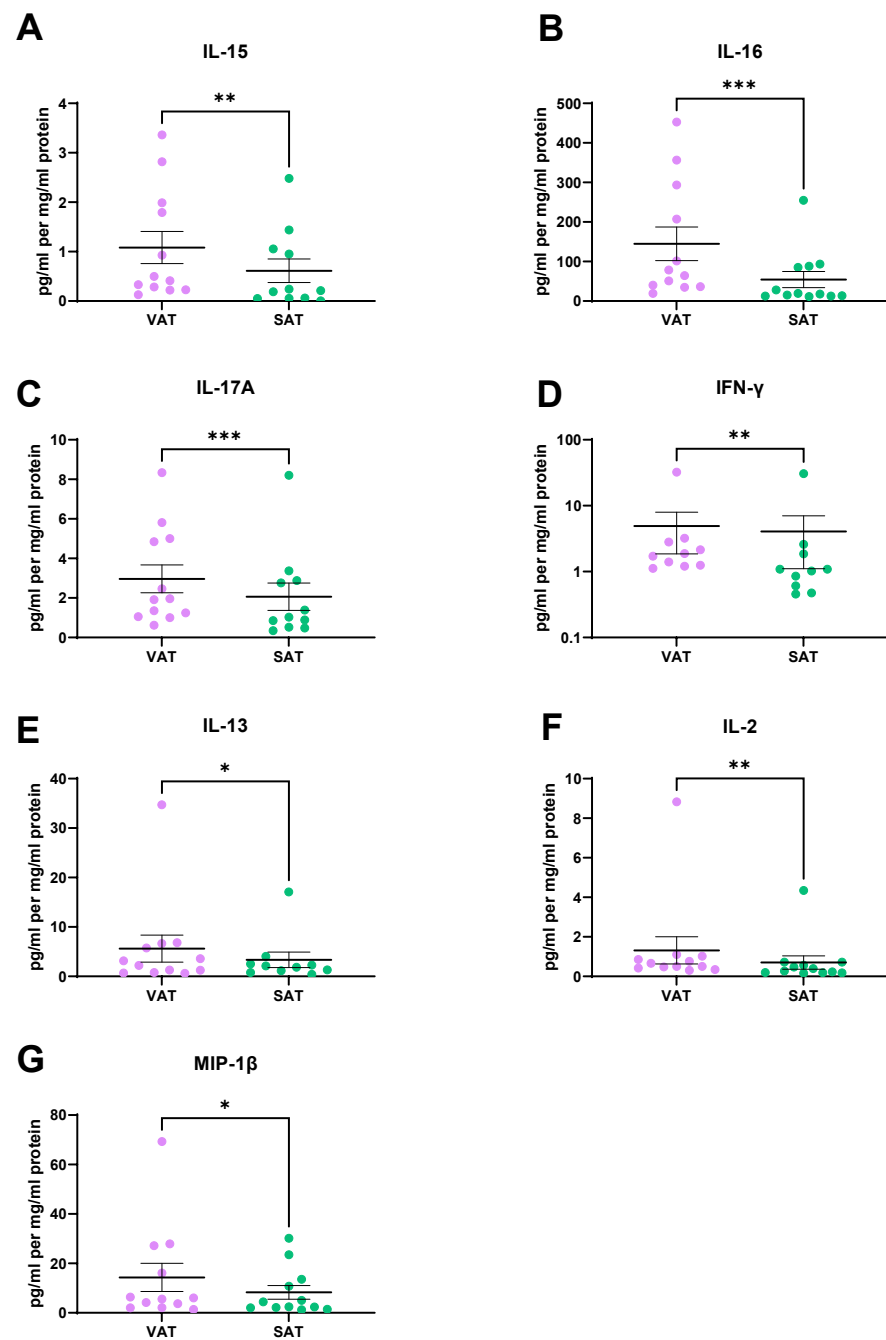 A
IL-15
**
pg/ml per mg/ml protein
4
3
2
1
0
VAT
SAT
B
IL-16
***
pg/ml per mg/ml protein
500
400
300
200
100
0
VAT
SAT
C
IL-17A
***
pg/ml per mg/ml protein
10
8
6
4
2
0
VAT
SAT
D
IFN-γ
**
pg/ml per mg/ml protein
100
10
1
0.1
VAT
SAT
E
IL-13
*
pg/ml per mg/ml protein
40
30
20
10
0
VAT
SAT
F
IL-2
**
pg/ml per mg/ml protein
10
8
6
4
2
0
VAT
SAT
G
MIP-1β
*
pg/ml per mg/ml protein
80
60
40
20
0
VAT
SAT